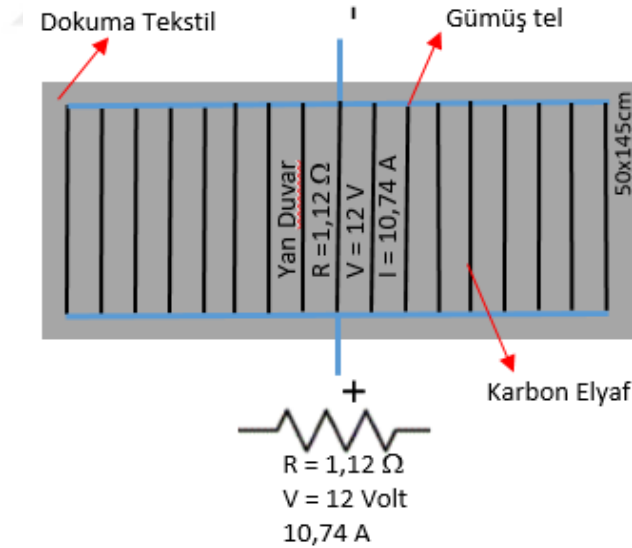 -
Dokuma Tekstil
Gümüş tel
50x145cm
Yan Duvar
R =1,12 Ω
V = 12 V
I = 10,74 A
Karbon Elyaf
+
R = 1,12 Ω
V = 12 Volt
10,74 A